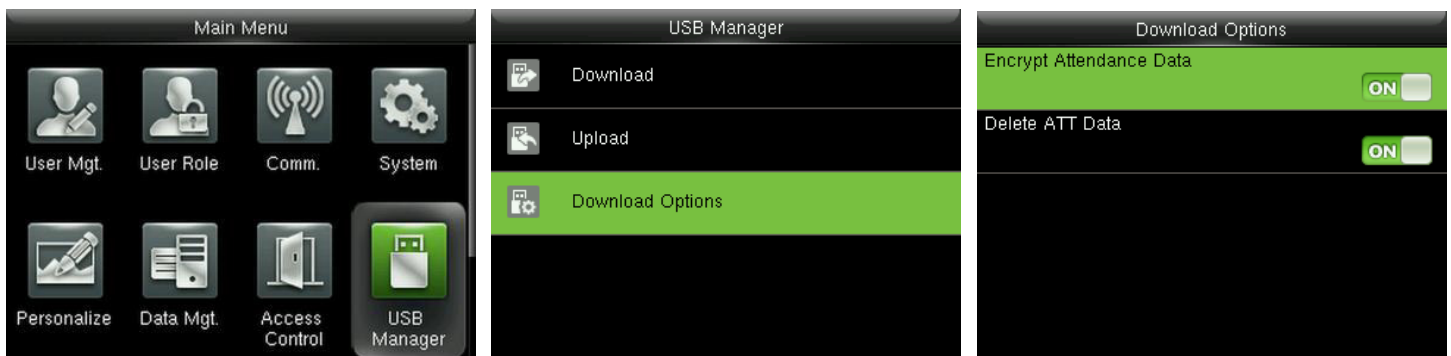 Main Menu
User Mgt.
User Role
Comm.
System
Personalize
Data Mgt.
Access
Control
USB
Manager
USB Manager
Download
Upload
Download Options
Download Options
Encrypt Attendance Data
ON
Delete ATT Data
ON